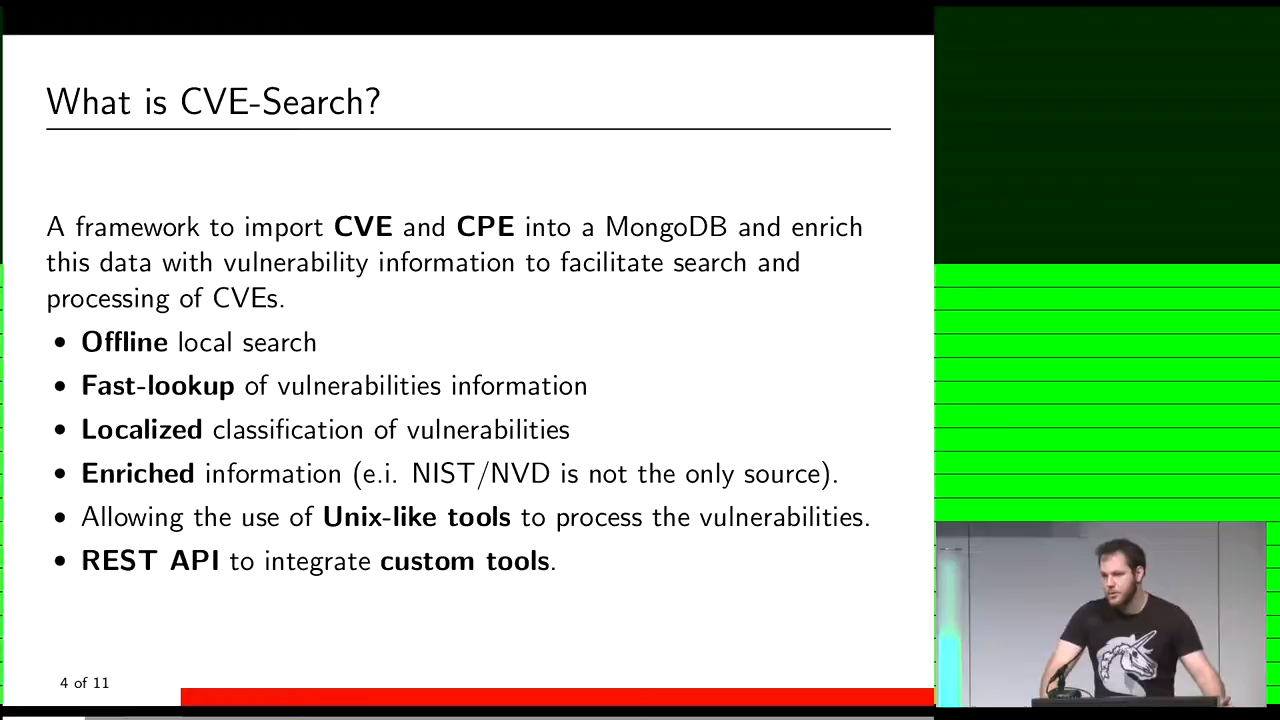 What is CVE-Search?
A framework to import CVE and CPE into a MongoDB and enrich
this data with vulnerability information to facilitate search and
processing of CVEs.
• Offline local search
• Fast-lookup of vulnerabilities information
• Localized classification of vulnerabilities
• Enriched information (e.i. NIST/NVD is not the only source).
• Allowing the use of Unix-like tools to process the vulnerabilities.
• REST API to integrate custom tools.
4 of 11